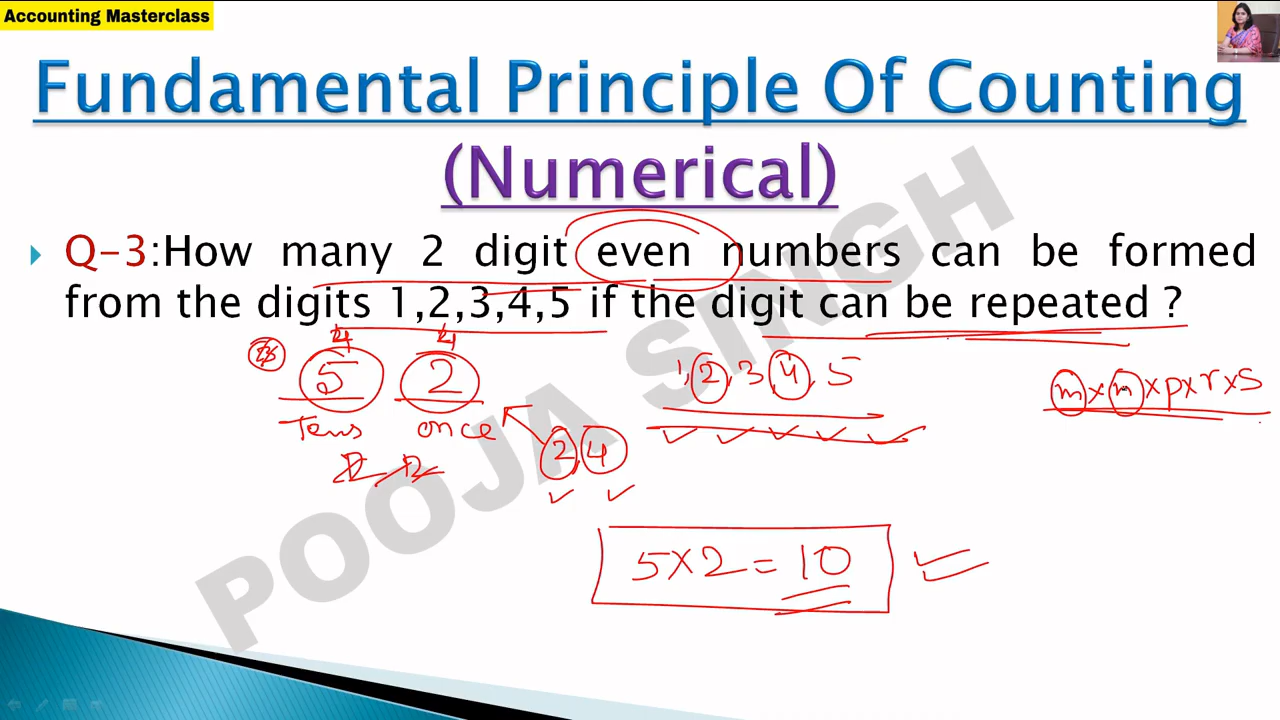 Accounting Masterclass
Fundamental Principle Of Counting
(Numerical)
Q-3:How many 2 digit even numbers can be formed
from the digits 1,2,3,4,5 if the digit can be repeated ?
5 2
1,2,3,4,5
m×n×p×r×s
Tens once
2,4
5×2=10
POOJA SINGH